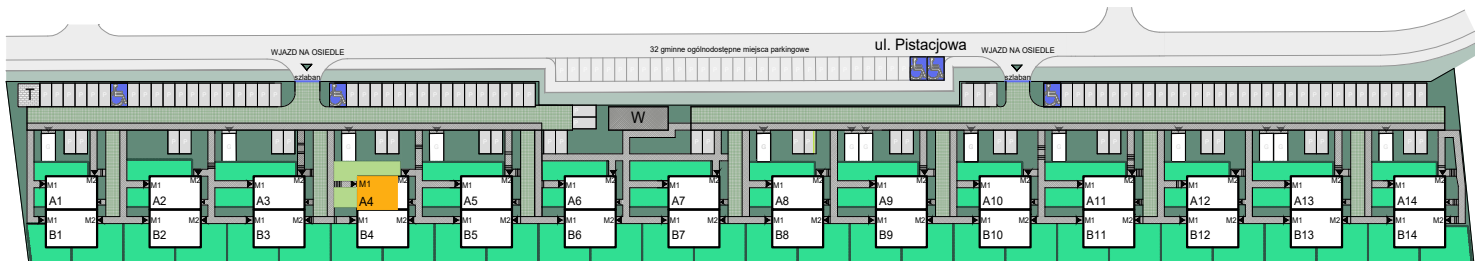 WJAZD NA OSIEDLE
32 gminne ogólnodostępne miejsca parkingowe
ul. Pistacjowa
WJAZD NA OSIEDLE
szlaban
szlaban
T
W
G G G G G G G G G G G G G
M1 M2 M1 M2 M1 M2 M1 M2 M1 M2 M1 M2 M1 M2 M1 M2 M1 M2 M1 M2 M1 M2 M1 M2 M1 M2 M1 M2
A1 A2 A3 A4 A5 A6 A7 A8 A9 A10 A11 A12 A13 A14
M1 M2 M1 M2 M1 M2 M1 M2 M1 M2 M1 M2 M1 M2 M1 M2 M1 M2 M1 M2 M1 M2 M1 M2 M1 M2 M1 M2
B1 B2 B3 B4 B5 B6 B7 B8 B9 B10 B11 B12 B13 B14